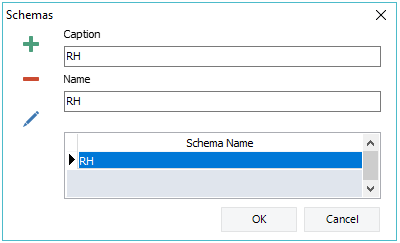 Schemas
Caption
RH
Name
RH
Schema Name
RH
OK Cancel